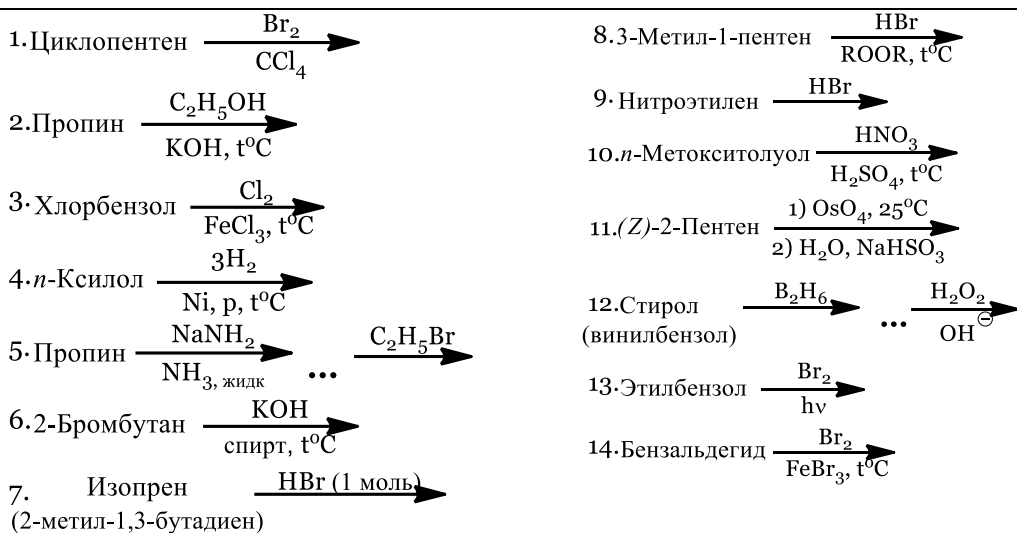 1.Циклопентен Br₂
CCl₄
2.Пропин C₂H₅OH
KOH, t°C
3.Хлорбензол Cl₂
FeCl₃, t°C
4.п-Ксилол 3H₂
Ni, p, t°C
5.Пропин NaNH₂ ... C₂H₅Br
NH₃, жидк
6.2-Бромбутан KOH
спирт, t°C
7. Изопрен HBr (1 моль)
(2-метил-1,3-бутадиен)
8.3-Метил-1-пентен HBr
ROOR, t°C
9.Нитроэтилен HBr
10.п-Метокситолуол HNO₃
H₂SO₄, t°C
11.(Z)-2-Пентен 1) OsO₄, 25°C
2) H₂O, NaHSO₃
12.Стирол B₂H₆ ... H₂O₂
(винилбензол) OH⊖
13.Этилбензол Br₂
hν
14.Бензальдегид Br₂
FeBr₃, t°C